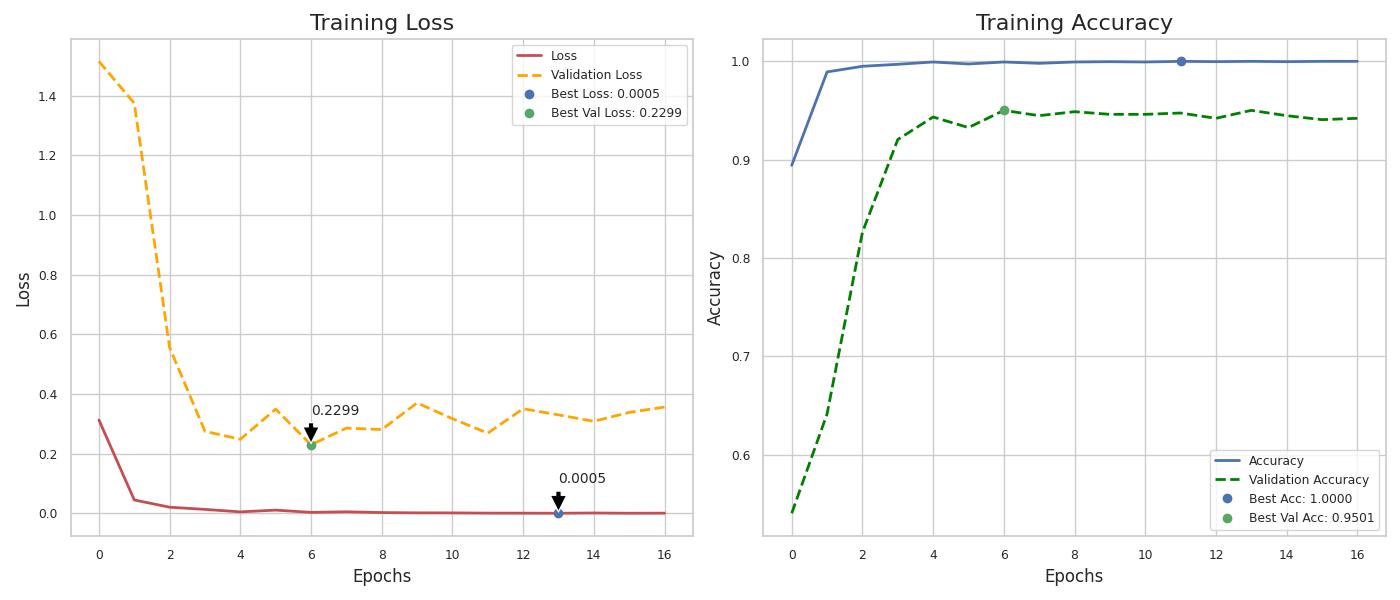 Training Loss
Loss
Validation Loss
Best Loss: 0.0005
Best Val Loss: 0.2299
1.4
1.2
1.0
0.8
0.6
0.4
0.2
0.0
Loss
0.2299
0.0005
0 2 4 6 8 10 12 14 16
Epochs
Training Accuracy
1.0
0.9
0.8
0.7
0.6
Accuracy
Accuracy
Validation Accuracy
Best Acc: 1.0000
Best Val Acc: 0.9501
0 2 4 6 8 10 12 14 16
Epochs